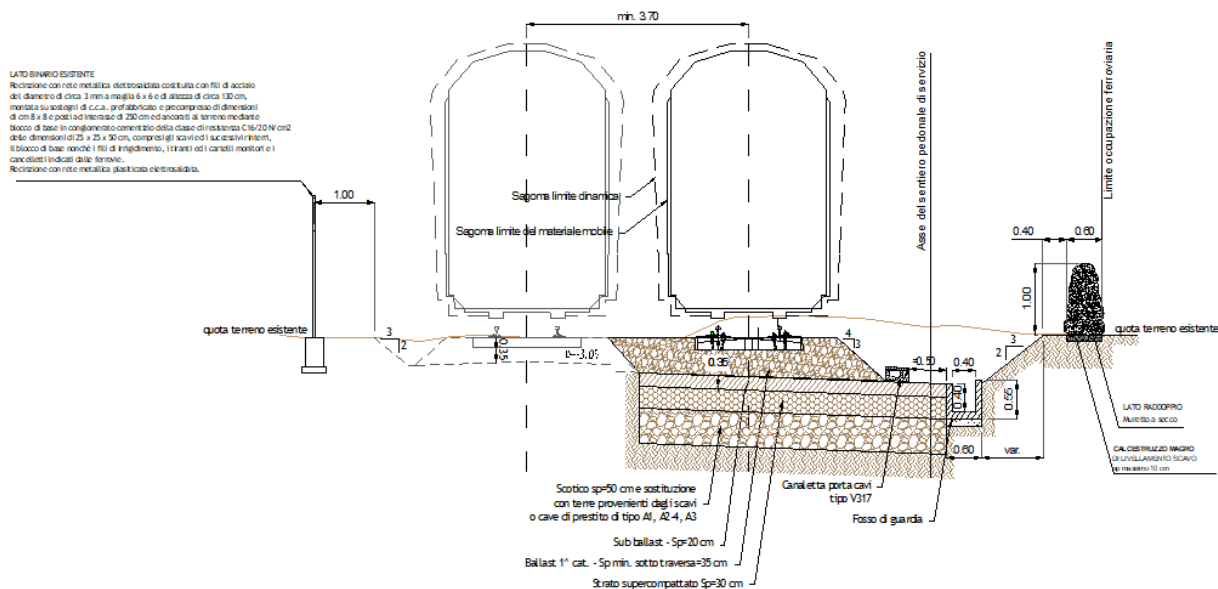 min. 3.70
LATO BINARIO ESISTENTE
Recinzione con rete metallica elettrosaldata costituita con fili di acciaio
del diametro di circa 3 mm a maglia 6 x 6 e di altezza di circa 130 cm,
montata su sostegni di c.c.a. prefabbricato e precompresso di dimensioni
di cm 8 x 8 e posti ad interasse di 250 cm ed ancorati al terreno mediante
blocco di base in conglomerato cementizio della classe di resistenza C16/20 N/cm2
delle dimensioni di 25 x 25 x 50 cm, compresi gli scavi ed i successivi rinterri,
il blocco di base nonchè i fili di irrigidimento, i tiranti ed i cartelli monitori e i
cancelletti indicati dalle ferrovie.
Recinzione con rete metallica plastificata elettrosaldata.
1.00
Sagoma limite dinamica
Sagoma limite del materiale mobile
Asse del sentiero pedonale di servizio
Limite occupazione ferroviaria
0.40
0.60
1.00
quota terreno esistente
3
2
0.35
3.0%
0.35
4
3
=0.50
0.40
0.40
0.55
2
3
quota terreno esistente
0.60
var.
LATO RADDOPPIO
Muretto a secco
CALCESTRUZZO MAGRO
DI LIVELLAMENTO SCAVO
sp massimo 10 cm
Scotico sp=50 cm e sostituzione
con terre provenienti dagli scavi
o cave di prestito di tipo A1, A2-4, A3
Canaletta porta cavi
tipo V317
Fosso di guardia
Sub ballast - Sp=20 cm
Ballast 1^ cat. - Sp min. sotto traversa=35 cm
Strato supercompattato Sp=30 cm